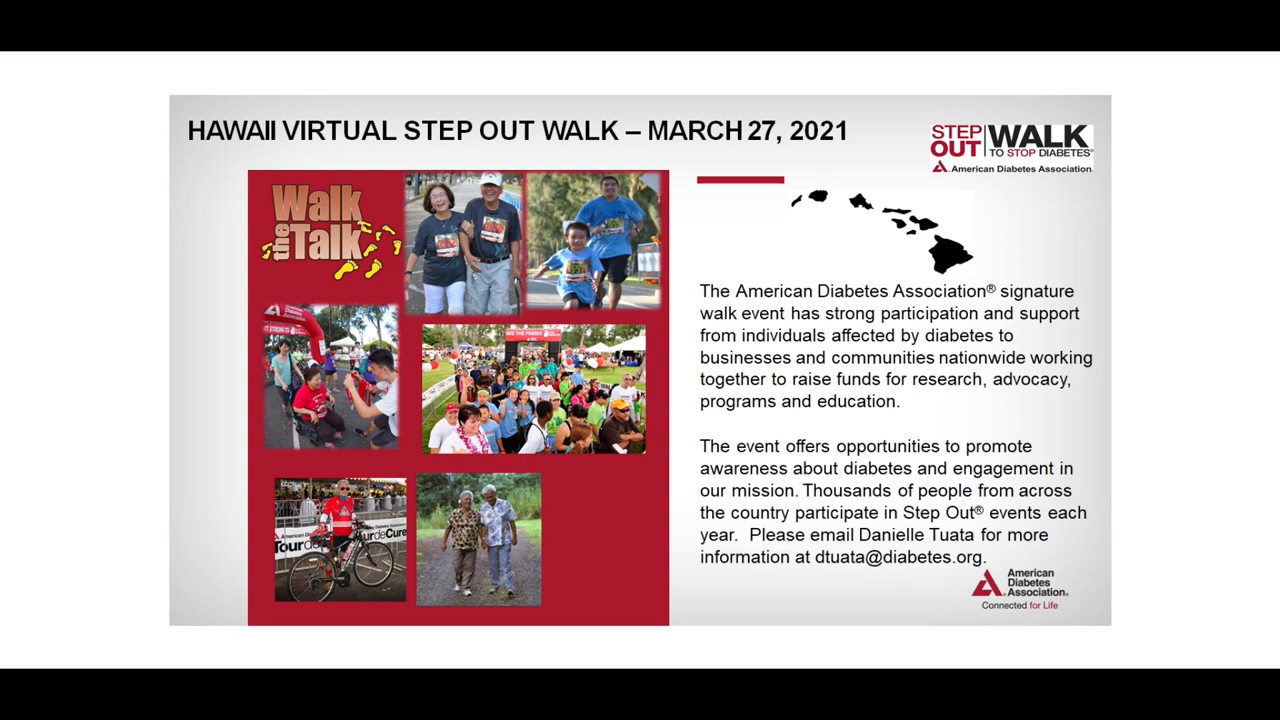 HAWAII VIRTUAL STEP OUT WALK – MARCH 27, 2021
STEP OUT WALK TO STOP DIABETES®
American Diabetes Association.
Walk
the Talk
The American Diabetes Association® signature
walk event has strong participation and support
from individuals affected by diabetes to
businesses and communities nationwide working
together to raise funds for research, advocacy,
programs and education.
The event offers opportunities to promote
awareness about diabetes and engagement in
our mission. Thousands of people from across
the country participate in Step Out® events each
year. Please email Danielle Tuata for more
information at dtuata@diabetes.org.
TourdeCure
American
Diabetes
Association®
Connected for Life